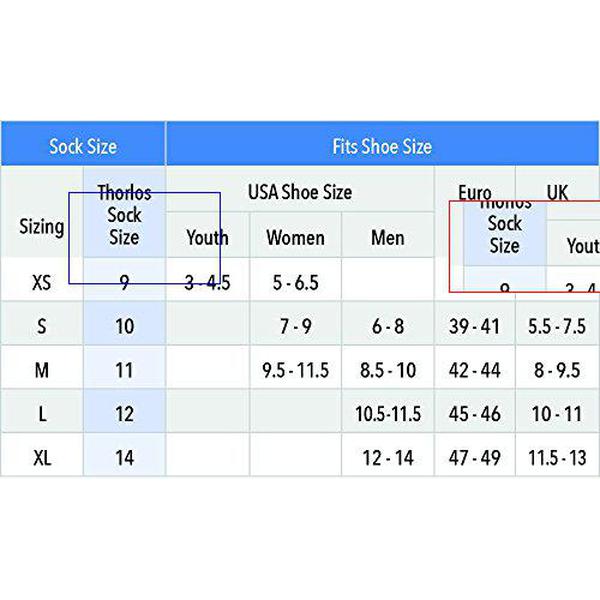 Sock Size Fits Shoe Size
Sizing Thorlos Sock Size USA Shoe Size Euro UK
Youth Women Men
Thorlos Sock Size Yout
XS 9 3 - 4.5 5 - 6.5 9 3 - 4
S 10 7 - 9 6 - 8 39 - 41 5.5 - 7.5
M 11 9.5 - 11.5 8.5 - 10 42 - 44 8 - 9.5
L 12 10.5-11.5 45 - 46 10 - 11
XL 14 12 - 14 47 - 49 11.5 - 13